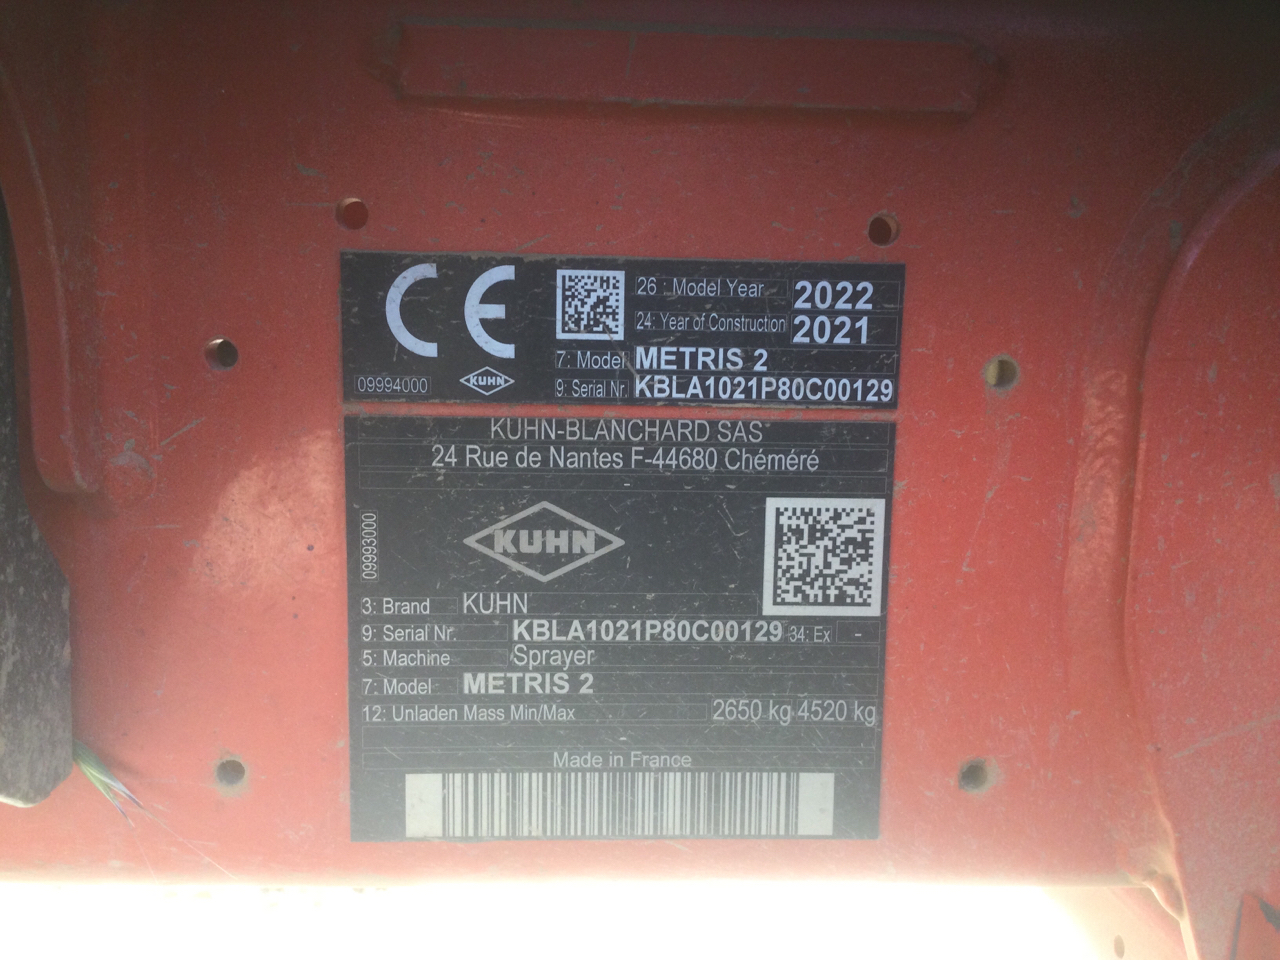 CE
26 : Model Year 2022
24: Year of Construction 2021
7: Model METRIS 2
09994000 KUHN 9: Serial Nr. KBLA1021P80C00129
KUHN-BLANCHARD SAS
24 Rue de Nantes F-44680 Chéméré
-
09993000
KUHN
3: Brand KUHN
9: Serial Nr. KBLA1021P80C00129 34: Ex -
5: Machine Sprayer
7: Model METRIS 2
12: Unladen Mass Min/Max 2650 kg 4520 kg
Made in France